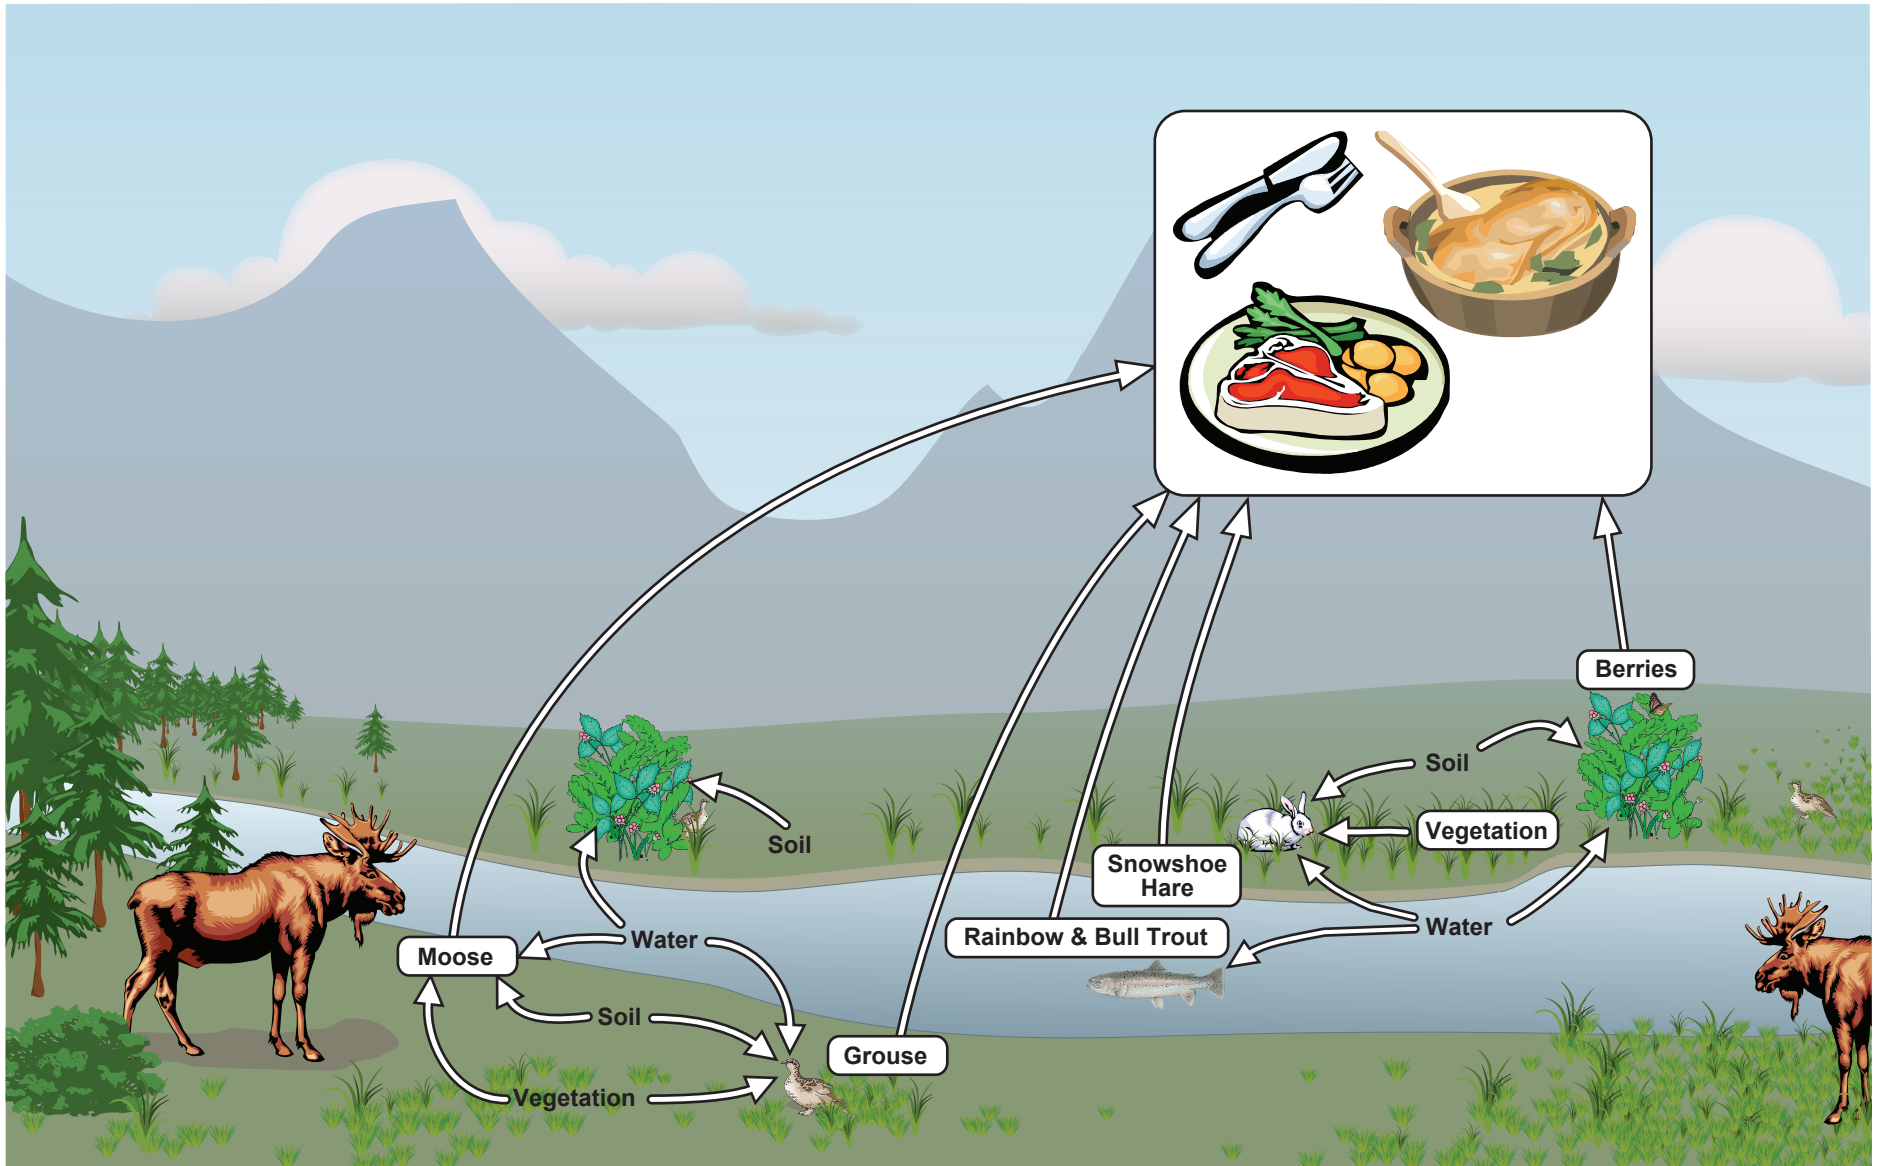 Berries
Soil
Vegetation
Soil
Snowshoe
Hare
Water
Rainbow & Bull Trout
Water
Moose
Soil
Grouse
Vegetation